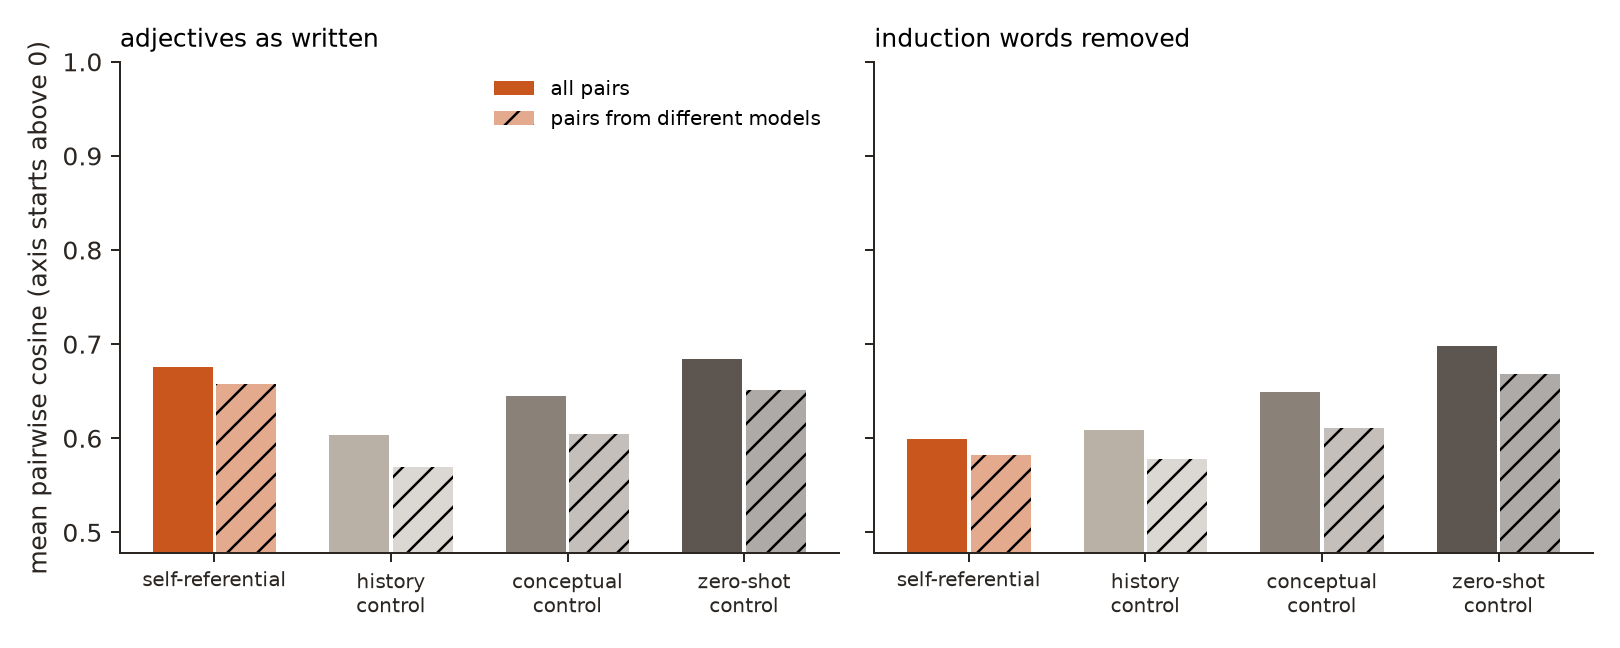 adjectives as written
induction words removed
mean pairwise cosine (axis starts above 0)
1.0
0.9
0.8
0.7
0.6
0.5
all pairs
pairs from different models
self-referential
history
control
conceptual
control
zero-shot
control
self-referential
history
control
conceptual
control
zero-shot
control